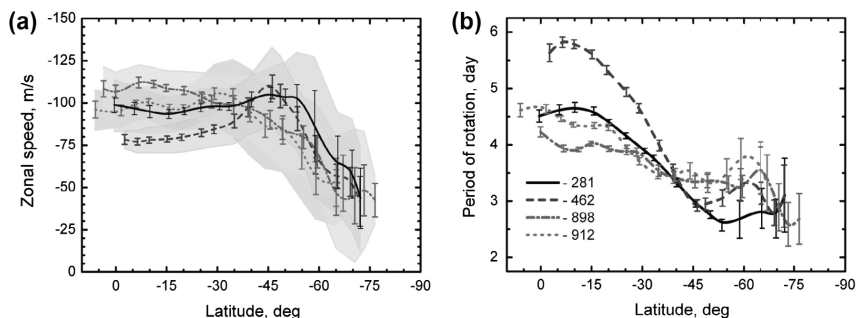 (a)
-150
-125
-100
-75
-50
-25
0
Zonal speed, m/s
0 -15 -30 -45 -60 -75 -90
Latitude, deg
(b)
6
5
4
3
2
1
0
Period of rotation, day
- 281
- 462
- 898
- 912
0 -15 -30 -45 -60 -75 -90
Latitude, deg